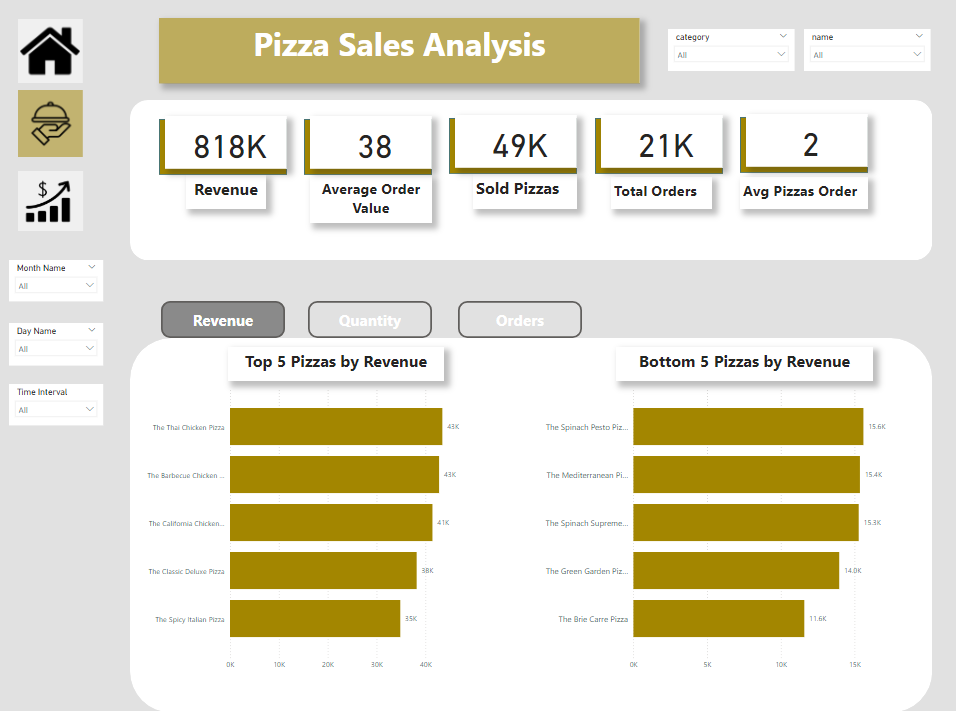 Pizza Sales Analysis
category
All
name
All
$
818K
Revenue
38
Average Order
Value
49K
Sold Pizzas
21K
Total Orders
2
Avg Pizzas Order
Month Name
All
Day Name
All
Time Interval
All
Revenue
Quantity
Orders
Top 5 Pizzas by Revenue
The Thai Chicken Pizza
43K
The Barbecue Chicken ...
43K
The California Chicken...
41K
The Classic Deluxe Pizza
38K
The Spicy Italian Pizza
35K
0K
10K
20K
30K
40K
Bottom 5 Pizzas by Revenue
The Spinach Pesto Piz...
15.6K
The Mediterranean Pi...
15.4K
The Spinach Supreme...
15.3K
The Green Garden Piz...
14.0K
The Brie Carre Pizza
11.6K
0K
5K
10K
15K